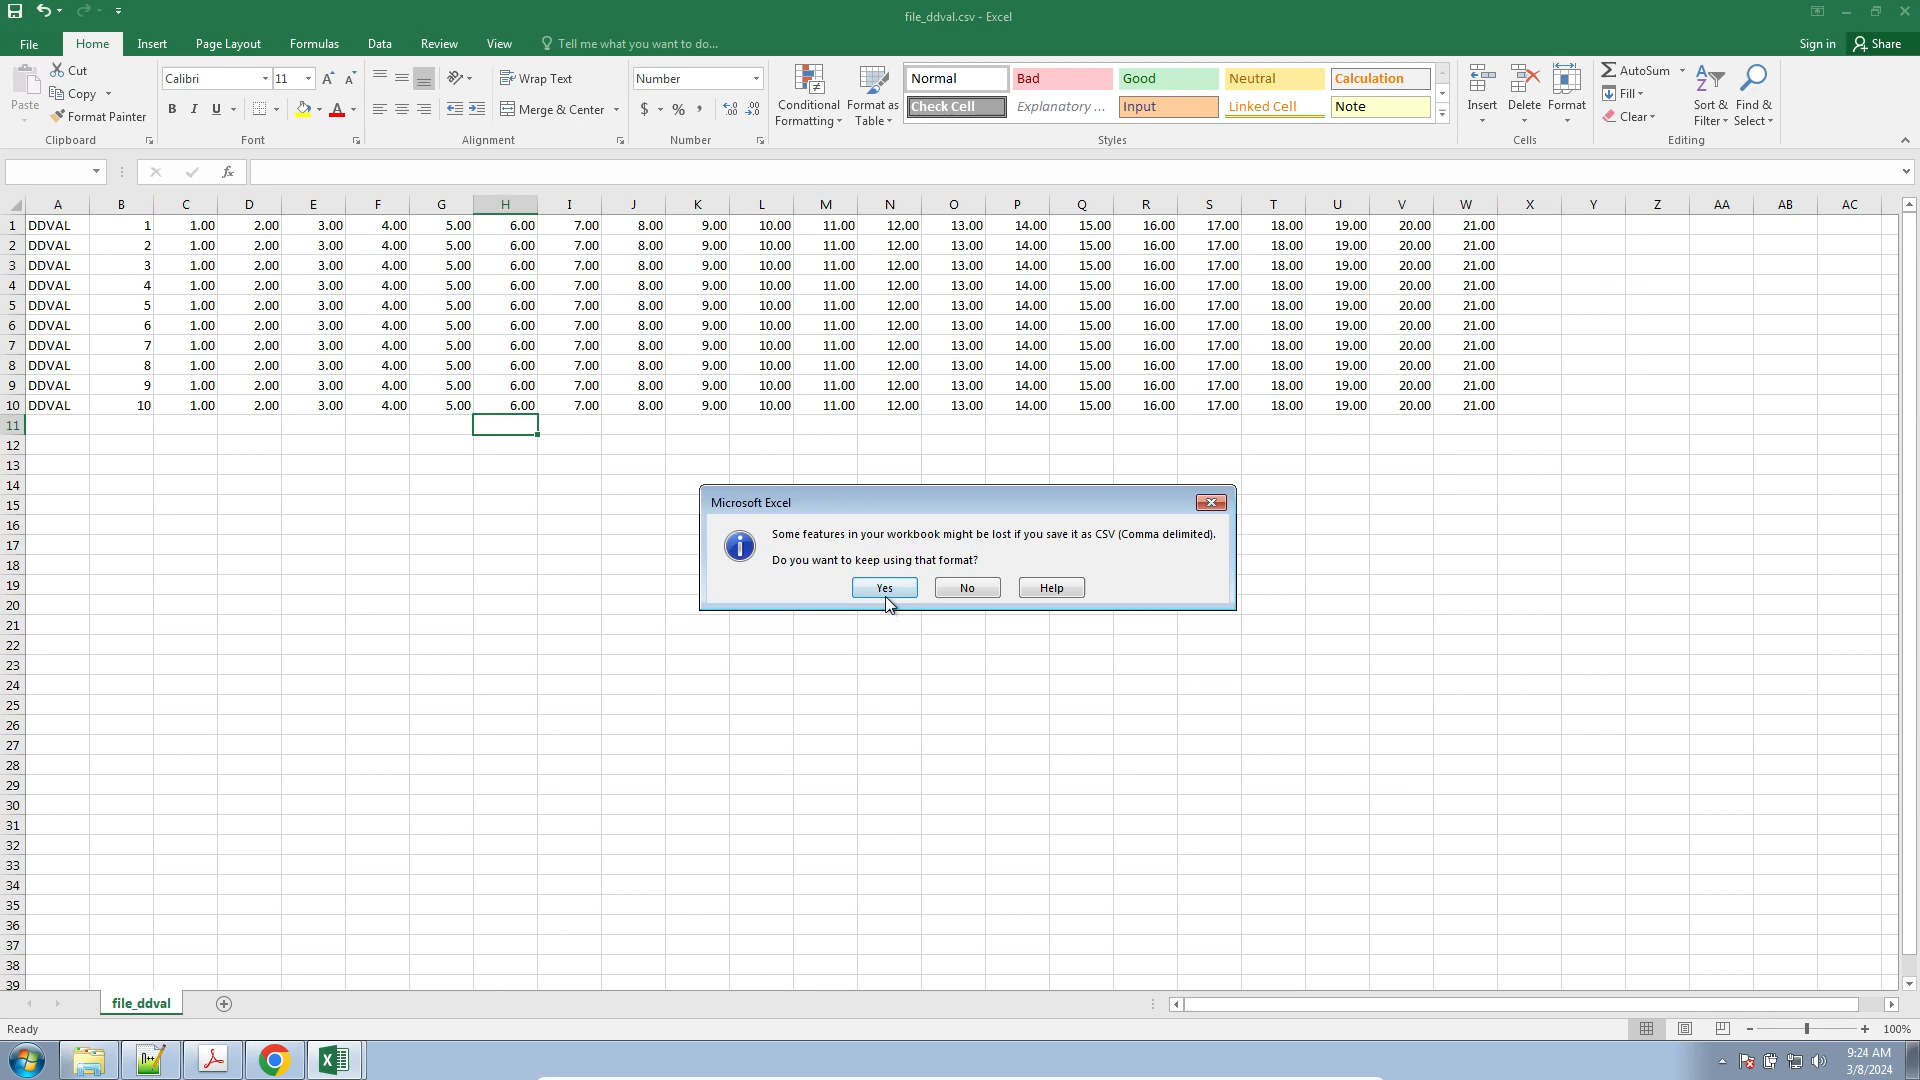 file_ddval.csv - Excel
File Home Insert Page Layout Formulas Data Review View Tell me what you want to do... Sign in Share
Paste Cut Copy Format Painter Clipboard
Calibri 11 B I U A Font
Wrap Text Merge & Center Alignment
Number $ % , Number
Conditional Formatting Format as Table
Normal Bad Good Neutral Calculation
Check Cell Explanatory ... Input Linked Cell Note
Styles
Insert Delete Format Cells
AutoSum Fill Clear Sort & Filter Find & Select Editing
fx
A B C D E F G H I J K L M N O P Q R S T U V W X Y Z AA AB AC
1 DDVAL 1 1.00 2.00 3.00 4.00 5.00 6.00 7.00 8.00 9.00 10.00 11.00 12.00 13.00 14.00 15.00 16.00 17.00 18.00 19.00 20.00 21.00
2 DDVAL 2 1.00 2.00 3.00 4.00 5.00 6.00 7.00 8.00 9.00 10.00 11.00 12.00 13.00 14.00 15.00 16.00 17.00 18.00 19.00 20.00 21.00
3 DDVAL 3 1.00 2.00 3.00 4.00 5.00 6.00 7.00 8.00 9.00 10.00 11.00 12.00 13.00 14.00 15.00 16.00 17.00 18.00 19.00 20.00 21.00
4 DDVAL 4 1.00 2.00 3.00 4.00 5.00 6.00 7.00 8.00 9.00 10.00 11.00 12.00 13.00 14.00 15.00 16.00 17.00 18.00 19.00 20.00 21.00
5 DDVAL 5 1.00 2.00 3.00 4.00 5.00 6.00 7.00 8.00 9.00 10.00 11.00 12.00 13.00 14.00 15.00 16.00 17.00 18.00 19.00 20.00 21.00
6 DDVAL 6 1.00 2.00 3.00 4.00 5.00 6.00 7.00 8.00 9.00 10.00 11.00 12.00 13.00 14.00 15.00 16.00 17.00 18.00 19.00 20.00 21.00
7 DDVAL 7 1.00 2.00 3.00 4.00 5.00 6.00 7.00 8.00 9.00 10.00 11.00 12.00 13.00 14.00 15.00 16.00 17.00 18.00 19.00 20.00 21.00
8 DDVAL 8 1.00 2.00 3.00 4.00 5.00 6.00 7.00 8.00 9.00 10.00 11.00 12.00 13.00 14.00 15.00 16.00 17.00 18.00 19.00 20.00 21.00
9 DDVAL 9 1.00 2.00 3.00 4.00 5.00 6.00 7.00 8.00 9.00 10.00 11.00 12.00 13.00 14.00 15.00 16.00 17.00 18.00 19.00 20.00 21.00
10 DDVAL 10 1.00 2.00 3.00 4.00 5.00 6.00 7.00 8.00 9.00 10.00 11.00 12.00 13.00 14.00 15.00 16.00 17.00 18.00 19.00 20.00 21.00
11
12
13
14
15
16
17
18
19
20
21
22
23
24
25
26
27
28
29
30
31
32
33
34
35
36
37
38
39
Microsoft Excel
Some features in your workbook might be lost if you save it as CSV (Comma delimited).
Do you want to keep using that format?
Yes No Help
file_ddval
Ready 100%
9:24 AM
3/8/2024